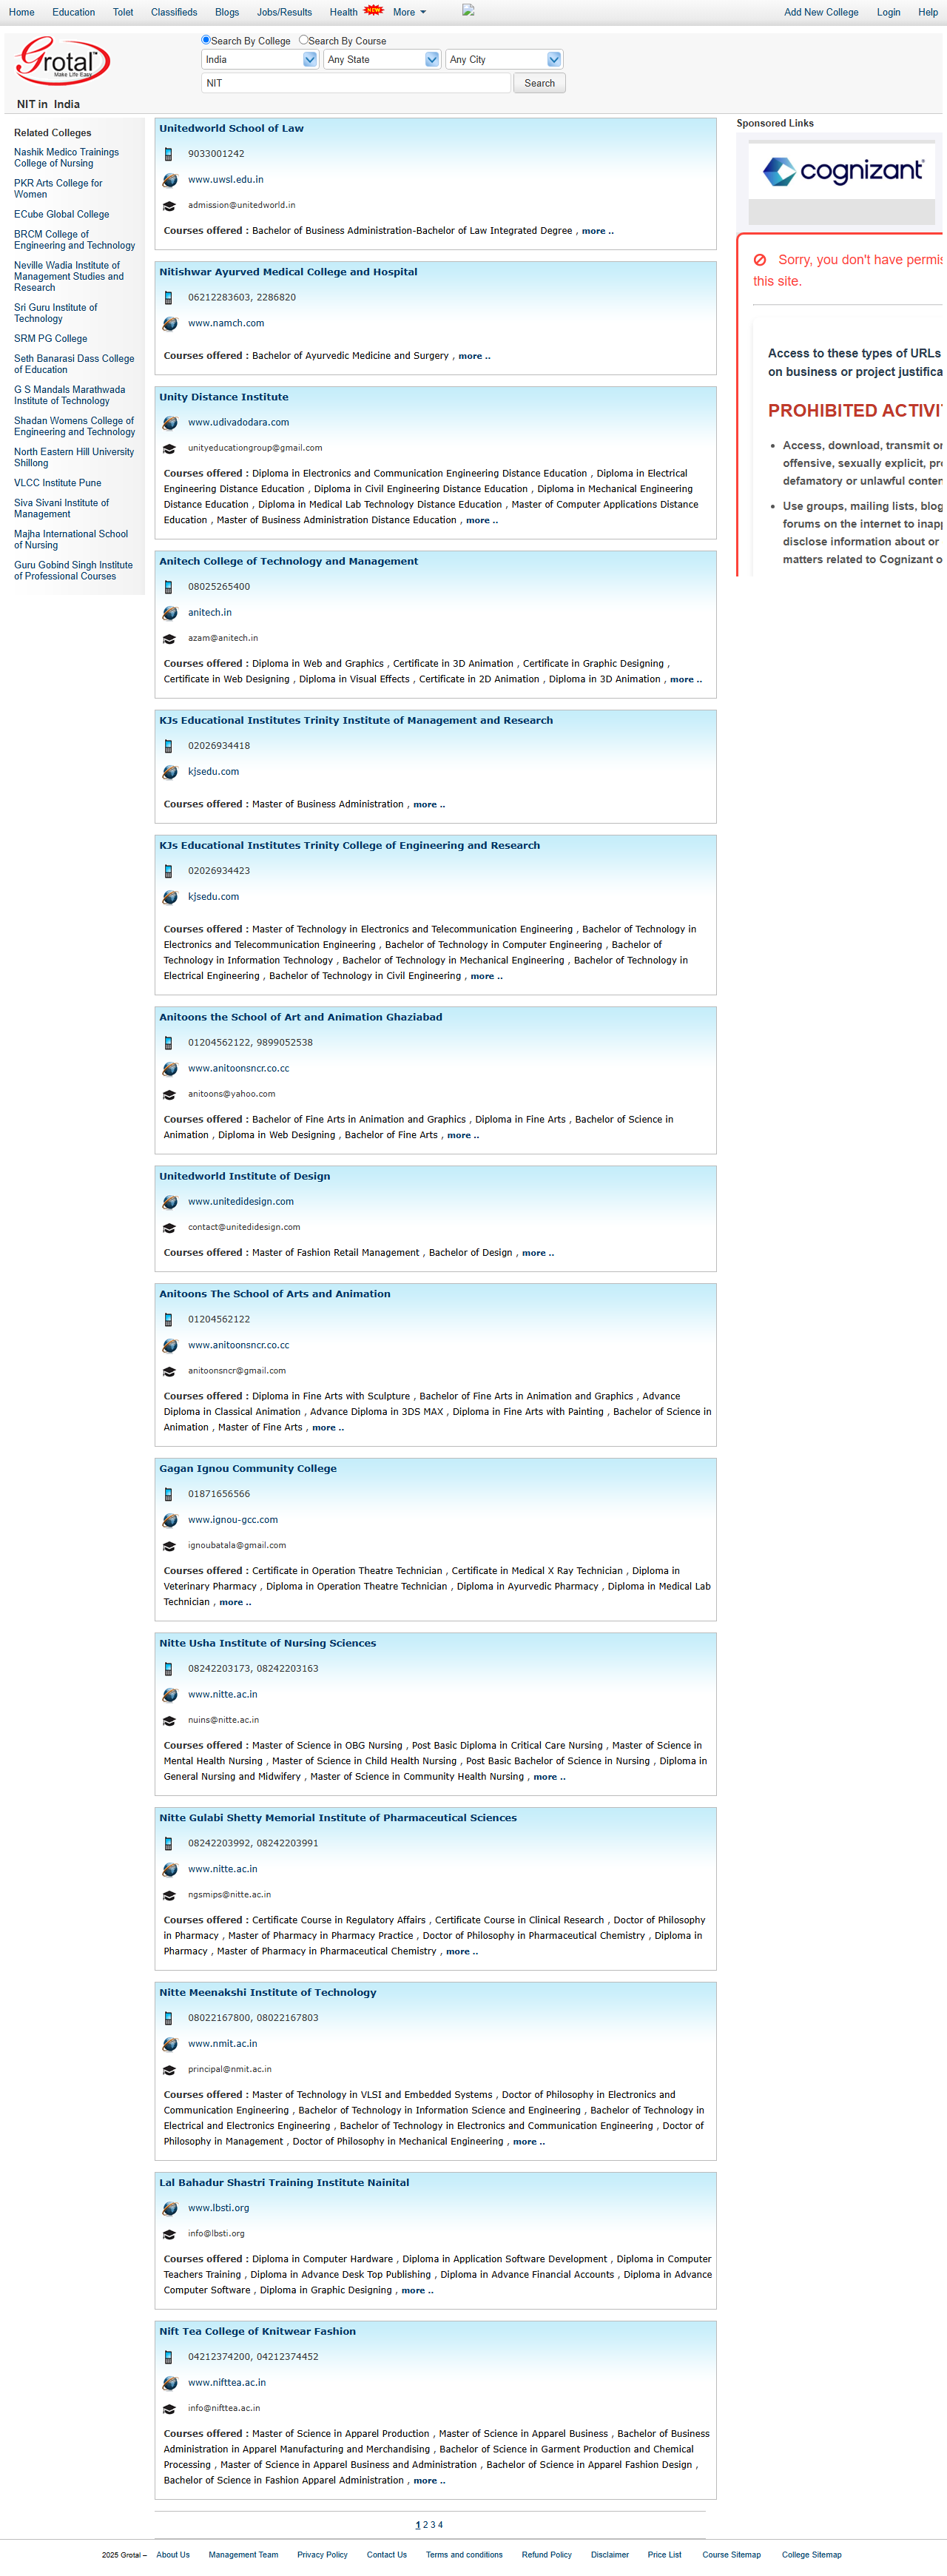 Home Education Tolet Classifieds Blogs Jobs/Results Health NEW More Add New College Login Help
Grotal™
Make Life Easy
Search By College Search By Course
India Any State Any City
NIT Search
NIT in India
Related Colleges
Nashik Medico Trainings
College of Nursing
PKR Arts College for
Women
ECube Global College
BRCM College of
Engineering and Technology
Neville Wadia Institute of
Management Studies and
Research
Sri Guru Institute of
Technology
SRM PG College
Seth Banarasi Dass College
of Education
G S Mandals Marathwada
Institute of Technology
Shadan Womens College of
Engineering and Technology
North Eastern Hill University
Shillong
VLCC Institute Pune
Siva Sivani Institute of
Management
Majha International School
of Nursing
Guru Gobind Singh Institute
of Professional Courses
Unitedworld School of Law
9033001242
www.uwsl.edu.in
admission@unitedworld.in
Courses offered : Bachelor of Business Administration-Bachelor of Law Integrated Degree , more ..
Nitishwar Ayurved Medical College and Hospital
06212283603, 2286820
www.namch.com
Courses offered : Bachelor of Ayurvedic Medicine and Surgery , more ..
Unity Distance Institute
www.udivadodara.com
unityeducationgroup@gmail.com
Courses offered : Diploma in Electronics and Communication Engineering Distance Education , Diploma in Electrical
Engineering Distance Education , Diploma in Civil Engineering Distance Education , Diploma in Mechanical Engineering
Distance Education , Diploma in Medical Lab Technology Distance Education , Master of Computer Applications Distance
Education , Master of Business Administration Distance Education , more ..
Anitech College of Technology and Management
08025265400
anitech.in
azam@anitech.in
Courses offered : Diploma in Web and Graphics , Certificate in 3D Animation , Certificate in Graphic Designing ,
Certificate in Web Designing , Diploma in Visual Effects , Certificate in 2D Animation , Diploma in 3D Animation , more ..
KJs Educational Institutes Trinity Institute of Management and Research
02026934418
kjsedu.com
Courses offered : Master of Business Administration , more ..
KJs Educational Institutes Trinity College of Engineering and Research
02026934423
kjsedu.com
Courses offered : Master of Technology in Electronics and Telecommunication Engineering , Bachelor of Technology in
Electronics and Telecommunication Engineering , Bachelor of Technology in Computer Engineering , Bachelor of
Technology in Information Technology , Bachelor of Technology in Mechanical Engineering , Bachelor of Technology in
Electrical Engineering , Bachelor of Technology in Civil Engineering , more ..
Anitoons the School of Art and Animation Ghaziabad
01204562122, 9899052538
www.anitoonsncr.co.cc
anitoons@yahoo.com
Courses offered : Bachelor of Fine Arts in Animation and Graphics , Diploma in Fine Arts , Bachelor of Science in
Animation , Diploma in Web Designing , Bachelor of Fine Arts , more ..
Unitedworld Institute of Design
www.unitedidesign.com
contact@unitedidesign.com
Courses offered : Master of Fashion Retail Management , Bachelor of Design , more ..
Anitoons The School of Arts and Animation
01204562122
www.anitoonsncr.co.cc
anitoonsncr@gmail.com
Courses offered : Diploma in Fine Arts with Sculpture , Bachelor of Fine Arts in Animation and Graphics , Advance
Diploma in Classical Animation , Advance Diploma in 3DS MAX , Diploma in Fine Arts with Painting , Bachelor of Science in
Animation , Master of Fine Arts , more ..
Gagan Ignou Community College
01871656566
www.ignou-gcc.com
ignoubatala@gmail.com
Courses offered : Certificate in Operation Theatre Technician , Certificate in Medical X Ray Technician , Diploma in
Veterinary Pharmacy , Diploma in Operation Theatre Technician , Diploma in Ayurvedic Pharmacy , Diploma in Medical Lab
Technician , more ..
Nitte Usha Institute of Nursing Sciences
08242203173, 08242203163
www.nitte.ac.in
nuins@nitte.ac.in
Courses offered : Master of Science in OBG Nursing , Post Basic Diploma in Critical Care Nursing , Master of Science in
Mental Health Nursing , Master of Science in Child Health Nursing , Post Basic Bachelor of Science in Nursing , Diploma in
General Nursing and Midwifery , Master of Science in Community Health Nursing , more ..
Nitte Gulabi Shetty Memorial Institute of Pharmaceutical Sciences
08242203992, 08242203991
www.nitte.ac.in
ngsmips@nitte.ac.in
Courses offered : Certificate Course in Regulatory Affairs , Certificate Course in Clinical Research , Doctor of Philosophy
in Pharmacy , Master of Pharmacy in Pharmacy Practice , Doctor of Philosophy in Pharmaceutical Chemistry , Diploma in
Pharmacy , Master of Pharmacy in Pharmaceutical Chemistry , more ..
Nitte Meenakshi Institute of Technology
08022167800, 08022167803
www.nmit.ac.in
principal@nmit.ac.in
Courses offered : Master of Technology in VLSI and Embedded Systems , Doctor of Philosophy in Electronics and
Communication Engineering , Bachelor of Technology in Information Science and Engineering , Bachelor of Technology in
Electrical and Electronics Engineering , Bachelor of Technology in Electronics and Communication Engineering , Doctor of
Philosophy in Management , Doctor of Philosophy in Mechanical Engineering , more ..
Lal Bahadur Shastri Training Institute Nainital
www.lbsti.org
info@lbsti.org
Courses offered : Diploma in Computer Hardware , Diploma in Application Software Development , Diploma in Computer
Teachers Training , Diploma in Advance Desk Top Publishing , Diploma in Advance Financial Accounts , Diploma in Advance
Computer Software , Diploma in Graphic Designing , more ..
Nift Tea College of Knitwear Fashion
04212374200, 04212374452
www.nifttea.ac.in
info@nifttea.ac.in
Courses offered : Master of Science in Apparel Production , Master of Science in Apparel Business , Bachelor of Business
Administration in Apparel Manufacturing and Merchandising , Bachelor of Science in Garment Production and Chemical
Processing , Master of Science in Apparel Business and Administration , Bachelor of Science in Apparel Fashion Design ,
Bachelor of Science in Fashion Apparel Administration , more ..
1 2 3 4
Sponsored Links
cognizant
Sorry, you don't have permis
this site.
Access to these types of URLs
on business or project justifica
PROHIBITED ACTIVI
Access, download, transmit or
offensive, sexually explicit, pro
defamatory or unlawful conten
Use groups, mailing lists, blog
forums on the internet to inapp
disclose information about or
matters related to Cognizant o
2025 Grotal – About Us Management Team Privacy Policy Contact Us Terms and conditions Refund Policy Disclaimer Price List Course Sitemap College Sitemap